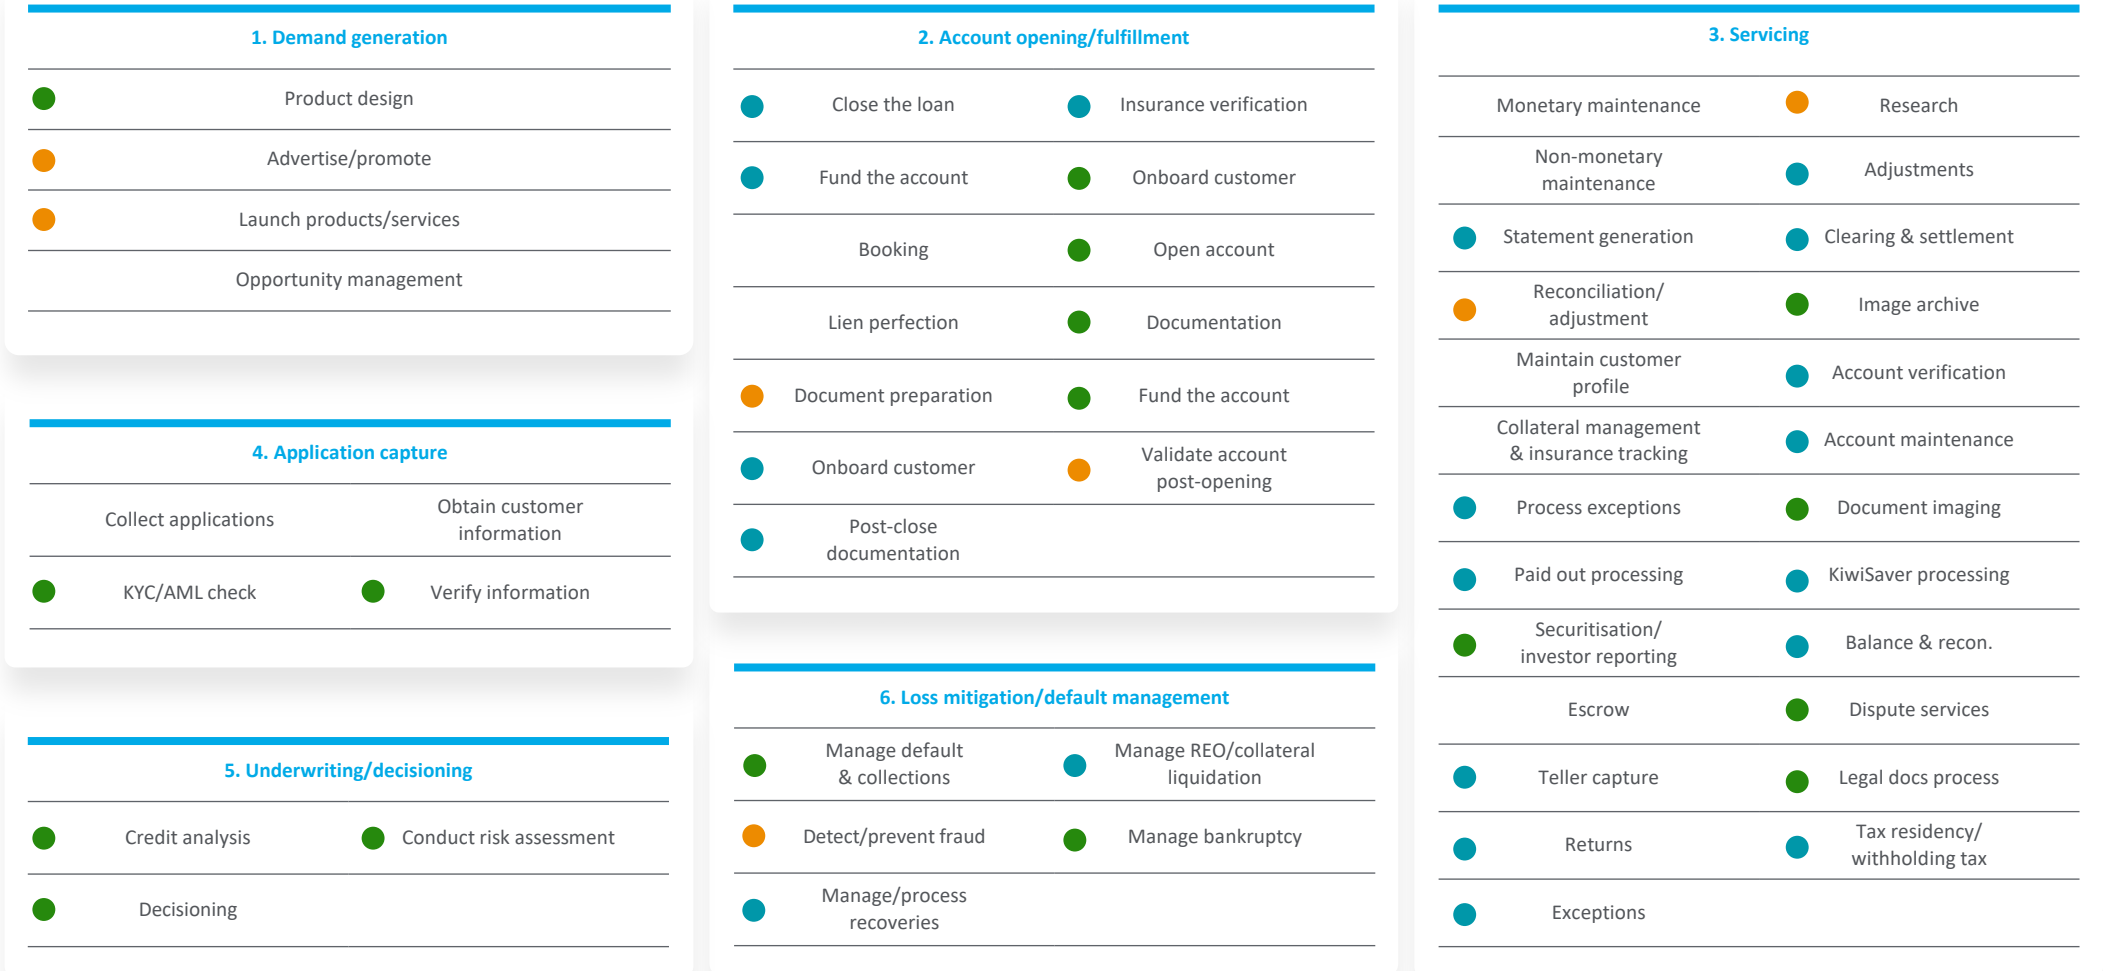 1. Demand generation
Product design
Advertise/promote
Launch products/services
Opportunity management
2. Account opening/fulfillment
Close the loan
Insurance verification
Fund the account
Onboard customer
Booking
Open account
Lien perfection
Documentation
Document preparation
Fund the account
Onboard customer
Validate account
post-opening
Post-close
documentation
3. Servicing
Monetary maintenance
Research
Non-monetary
maintenance
Adjustments
Statement generation
Clearing & settlement
Reconciliation/
adjustment
Image archive
Maintain customer
profile
Account verification
Collateral management
& insurance tracking
Account maintenance
Process exceptions
Document imaging
Paid out processing
KiwiSaver processing
Securitisation/
investor reporting
Balance & recon.
Escrow
Dispute services
Teller capture
Legal docs process
Returns
Tax residency/
withholding tax
Exceptions
4. Application capture
Collect applications
Obtain customer
information
KYC/AML check
Verify information
5. Underwriting/decisioning
Credit analysis
Conduct risk assessment
Decisioning
6. Loss mitigation/default management
Manage default
& collections
Manage REO/collateral
liquidation
Detect/prevent fraud
Manage bankruptcy
Manage/process
recoveries